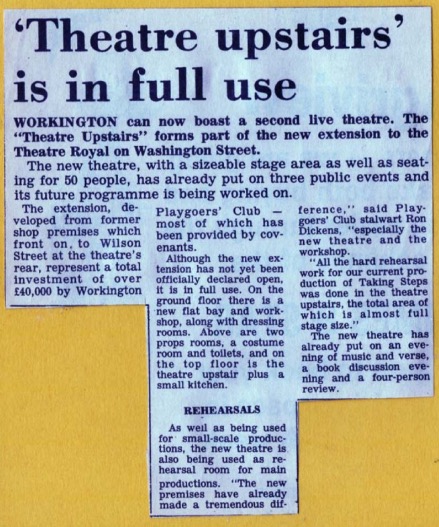 ‘Theatre upstairs’
is in full use
WORKINGTON can now boast a second live theatre. The
“Theatre Upstairs” forms part of the new extension to the
Theatre Royal on Washington Street.
The new theatre, with a sizeable stage area as well as seat-
ing for 50 people, has already put on three public events and
its future programme is being worked on.
The extension, de-
veloped from former
shop premises which
front on, to Wilson
Street at the theatre's
rear, represent a total
investment of over
£40,000 by Workington
Playgoers' Club —
most of which has
been provided by cov-
enants.
Although the new ex-
tension has not yet been
officially declared open,
it is in full use. On the
ground floor there is a
new flat bay and work-
shop, along with dressing
rooms. Above are two
props rooms, a costume
room and toilets, and on
the top floor is the
theatre upstair plus a
small kitchen.
REHEARSALS
As well as being used
for small-scale produc-
tions, the new theatre is
also being used as re-
hearsal room for main
productions. “The new
premises have already
made a tremendous dif-
ference,” said Play-
goers' Club stalwart Ron
Dickens, “especially the
new theatre and the
workshop.
“All the hard rehearsal
work for our current pro-
duction of Taking Steps
was done in the theatre
upstairs, the total area of
which is almost full
stage size.”
The new theatre has
already put on an eve-
ning of music and verse,
a book discussion eve-
ning and a four-person
review.